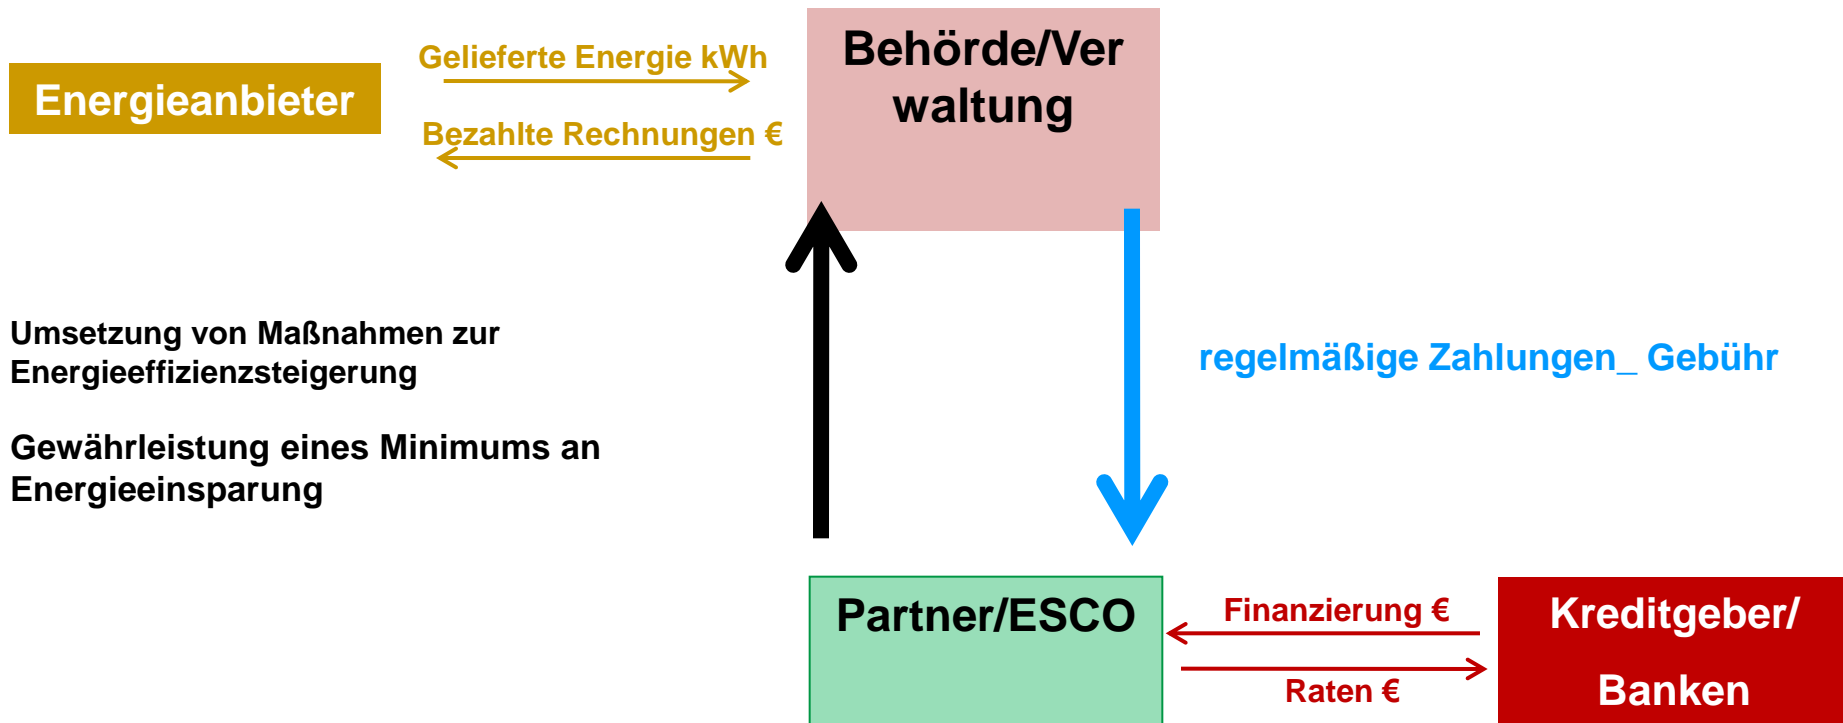 Energieanbieter
Gelieferte Energie kWh
Bezahlte Rechnungen €
Behörde/Ver
waltung
Umsetzung von Maßnahmen zur
Energieeffizienzsteigerung
Gewährleistung eines Minimums an
Energieeinsparung
regelmäßige Zahlungen_ Gebühr
Partner/ESCO
Finanzierung €
Raten €
Kreditgeber/
Banken